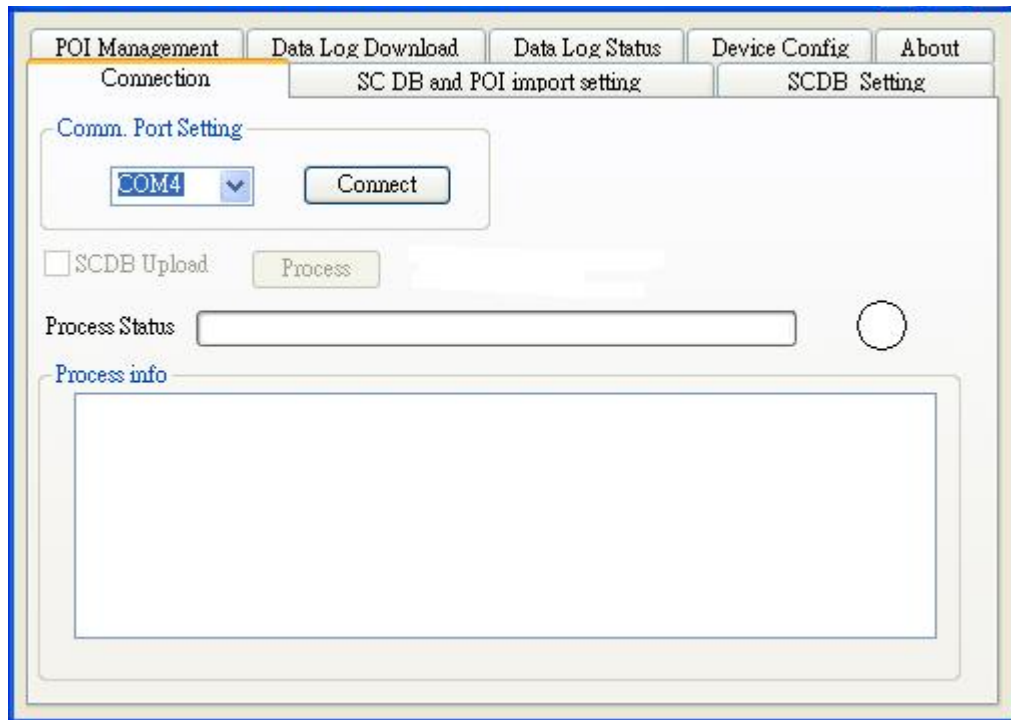 POI Management Data Log Download Data Log Status Device Config About
Connection SC DB and POI import setting SCDB Setting
Comm. Port Setting
COM4 Connect
SCDB Upload Process
Process Status
Process info